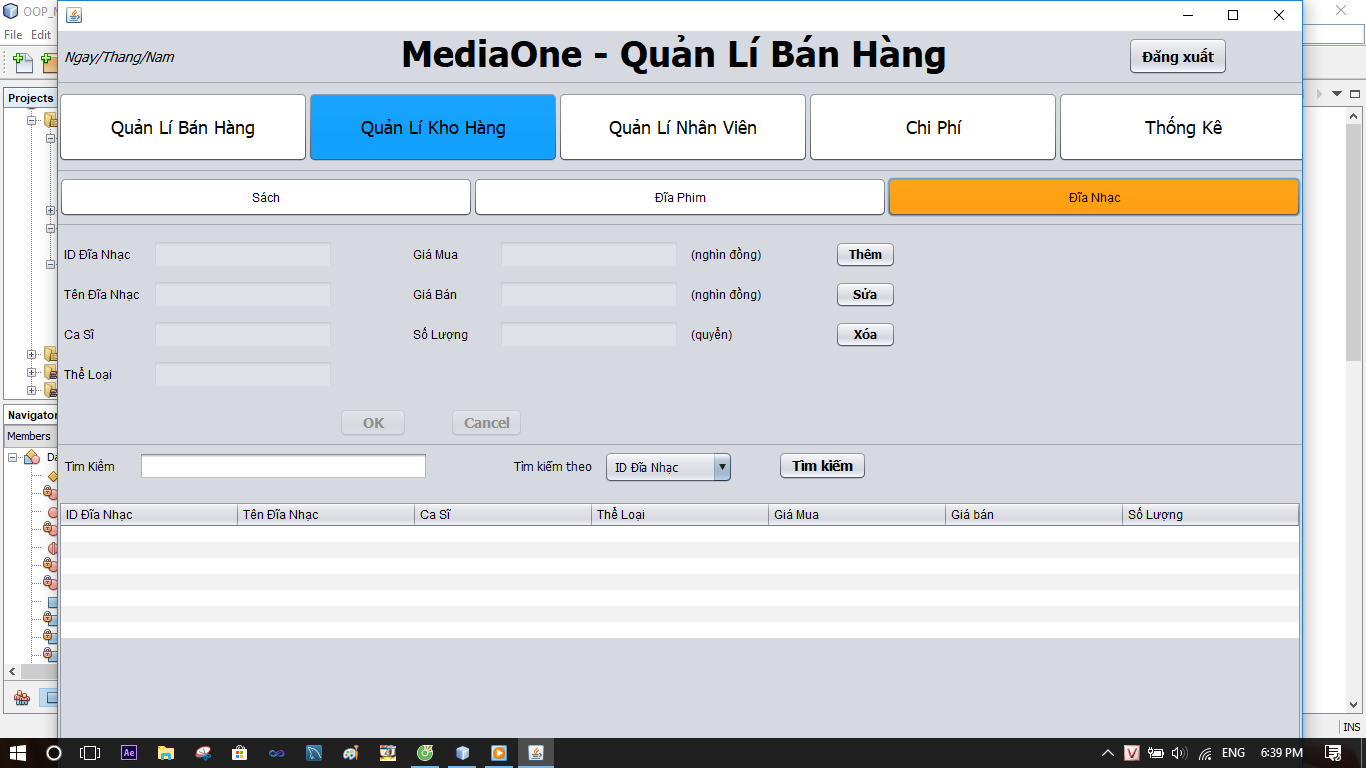 OOP_
File Edit
Ngay/Thang/Nam
MediaOne - Quản Lí Bán Hàng
Đăng xuất
Projects
Quản Lí Bán Hàng
Quản Lí Kho Hàng
Quản Lí Nhân Viên
Chi Phí
Thống Kê
Sách
Đĩa Phim
Đĩa Nhạc
ID Đĩa Nhạc
Giá Mua
(nghìn đồng)
Thêm
Tên Đĩa Nhạc
Giá Bán
(nghìn đồng)
Sửa
Ca Sĩ
Số Lượng
(quyển)
Xóa
Thể Loại
OK
Cancel
Navigator
Members
Tìm Kiếm
Tìm kiếm theo
ID Đĩa Nhạc
Tìm kiếm
ID Đĩa Nhạc
Tên Đĩa Nhạc
Ca Sĩ
Thể Loại
Giá Mua
Giá bán
Số Lượng
INS
Ae
V
ENG
6:39 PM